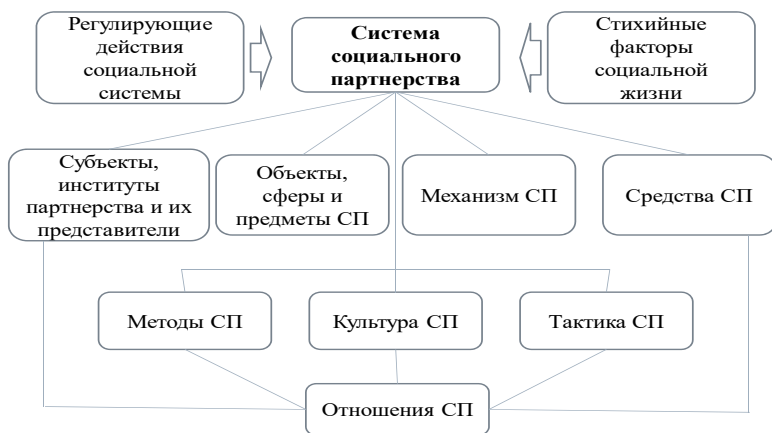 Регулирующие
действия
социальной
системы
Система
социального
партнерства
Стихийные
факторы
социальной
жизни
Субъекты,
институты
партнерства и их
представители
Объекты,
сферы и
предметы СП
Механизм СП
Средства СП
Методы СП
Культура СП
Тактика СП
Отношения СП